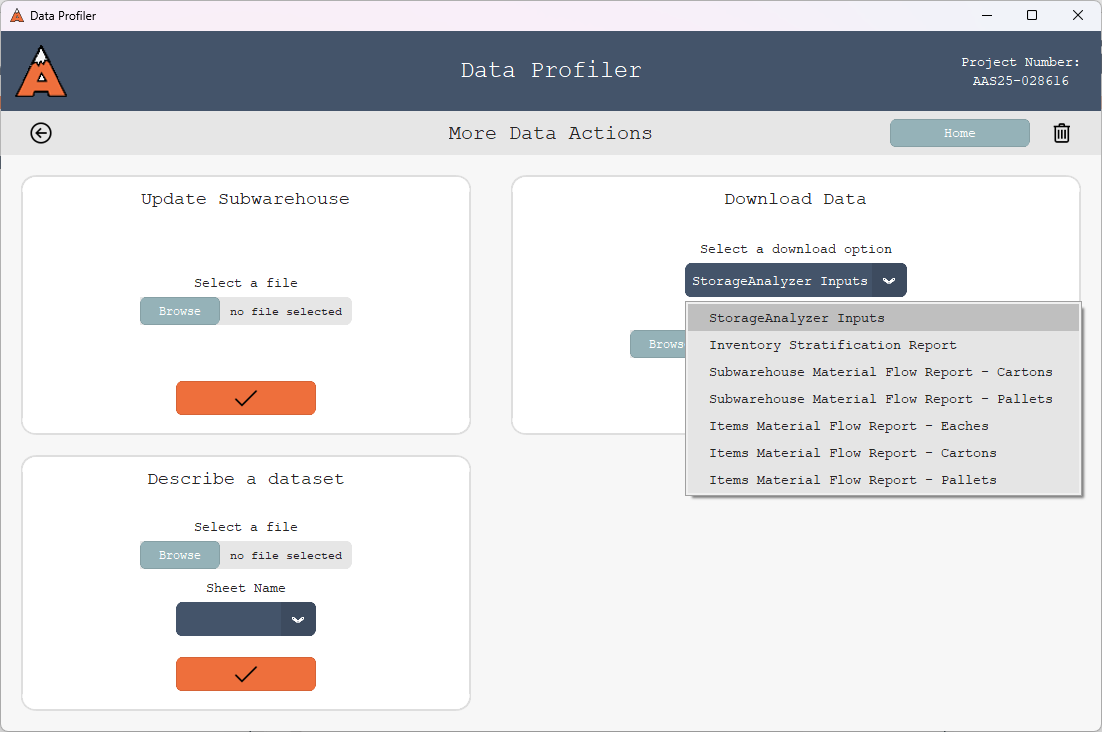 Data Profiler
Data Profiler
Project Number:
AAS25-028616
More Data Actions
Home
Update Subwarehouse
Select a file
Browse
no file selected
Download Data
Select a download option
StorageAnalyzer Inputs
StorageAnalyzer Inputs
Inventory Stratification Report
Subwarehouse Material Flow Report - Cartons
Subwarehouse Material Flow Report - Pallets
Items Material Flow Report - Eaches
Items Material Flow Report - Cartons
Items Material Flow Report - Pallets
Describe a dataset
Select a file
Browse
no file selected
Sheet Name